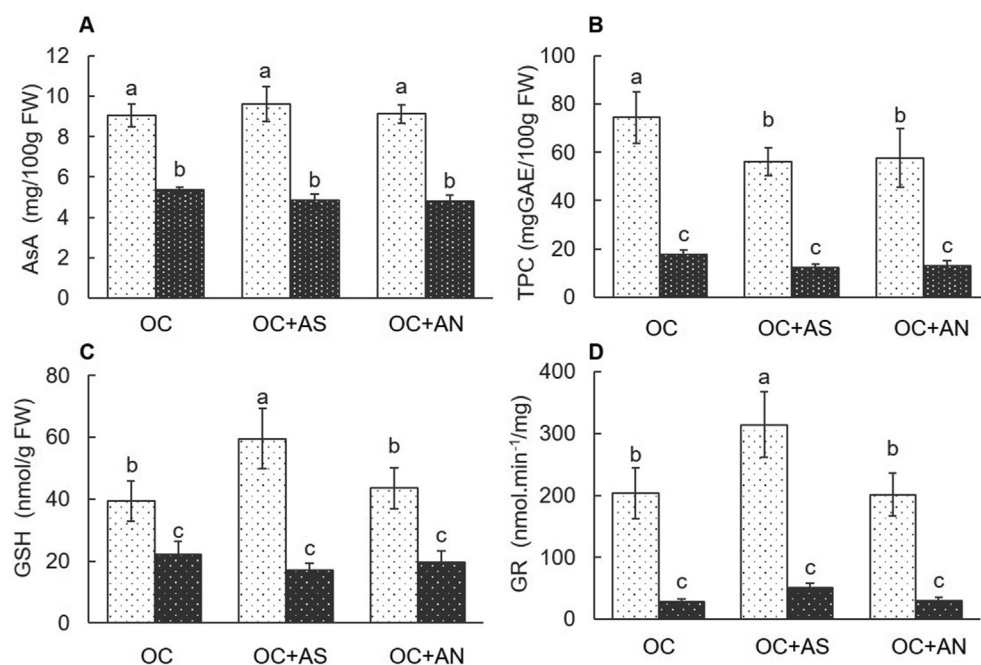 A
AsA (mg/100g FW)
12
10
8
6
4
2
0
a
b
a
b
a
b
OC
OC+AS
OC+AN
B
TPC (mgGAE/100g FW)
100
80
60
40
20
0
a
c
b
c
b
c
OC
OC+AS
OC+AN
C
GSH (nmol/g FW)
80
60
40
20
0
b
c
a
c
b
c
OC
OC+AS
OC+AN
D
GR (nmol.min⁻¹/mg)
400
300
200
100
0
b
c
a
c
b
c
OC
OC+AS
OC+AN